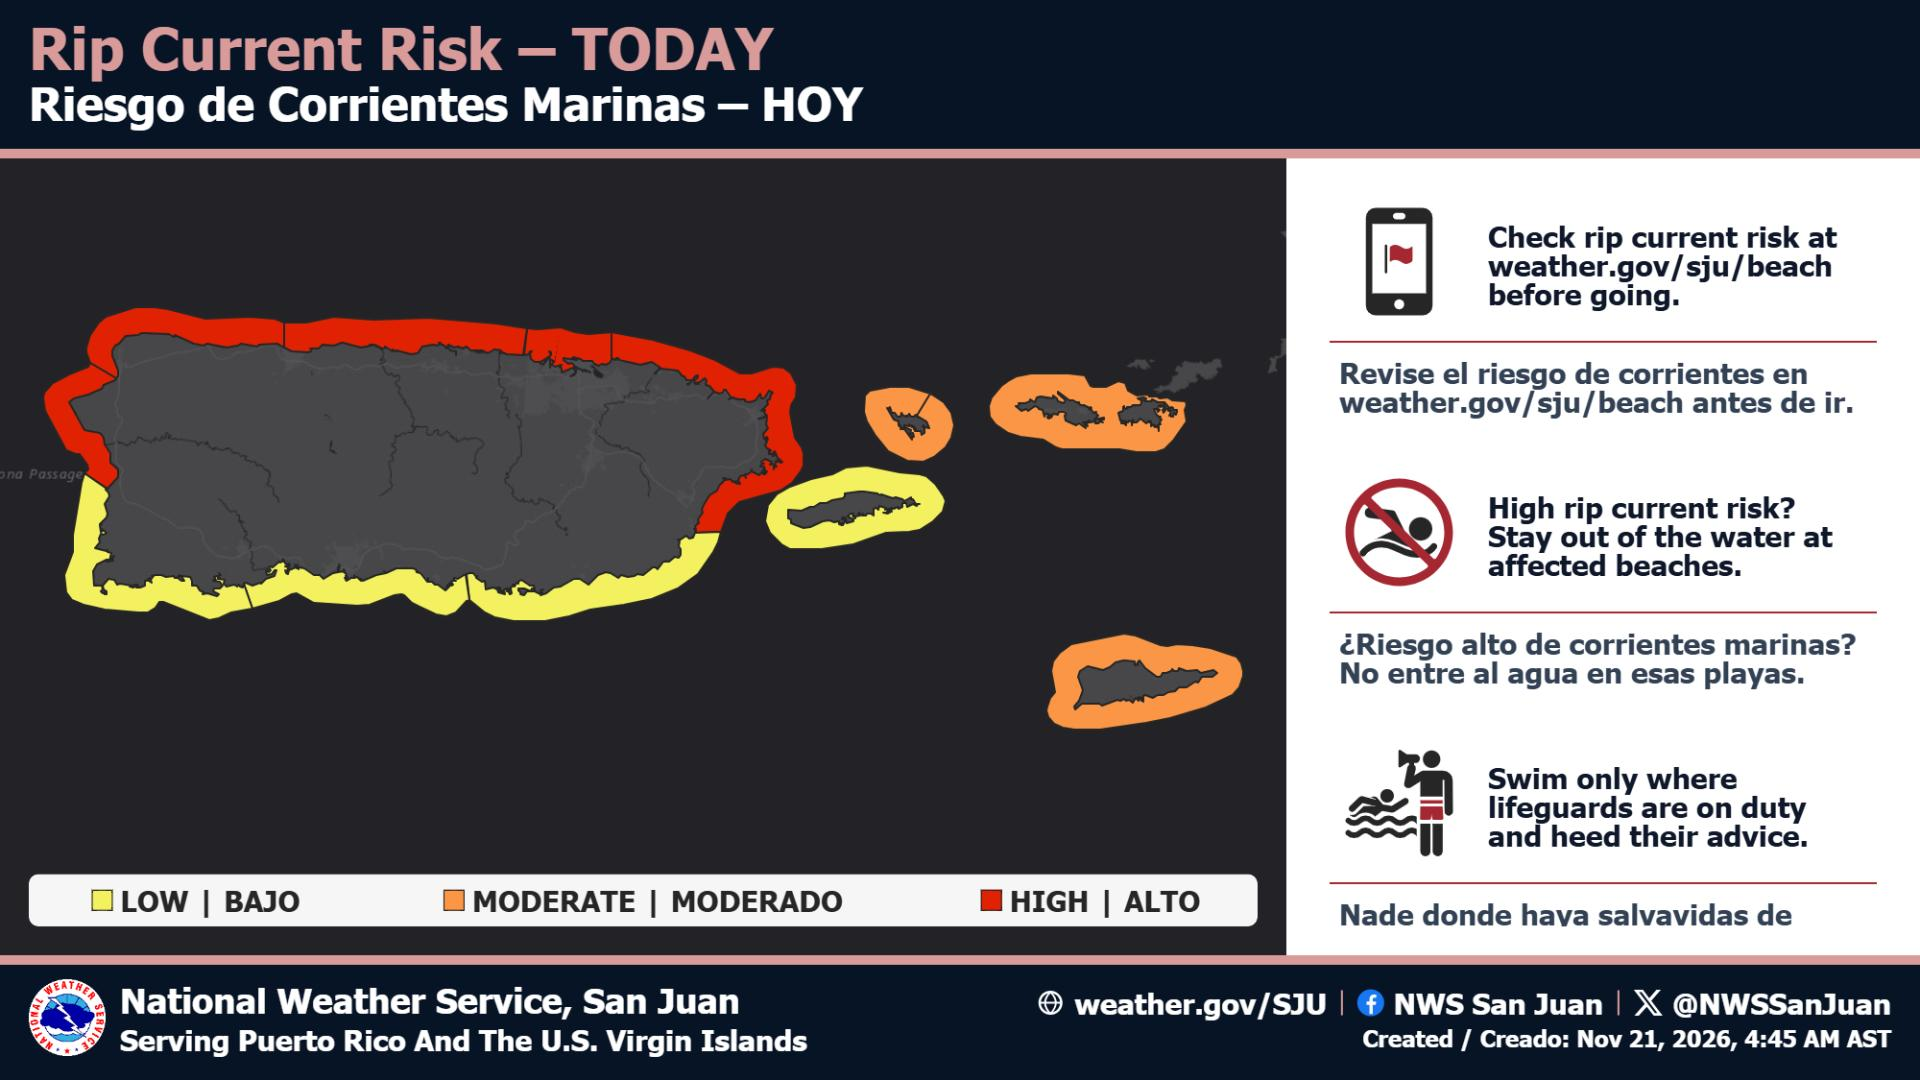 Rip Current Risk – TODAY
Riesgo de Corrientes Marinas – HOY
ona Passage
LOW | BAJO
MODERATE | MODERADO
HIGH | ALTO
Check rip current risk at
weather.gov/sju/beach
before going.
Revise el riesgo de corrientes en
weather.gov/sju/beach antes de ir.
High rip current risk?
Stay out of the water at
affected beaches.
¿Riesgo alto de corrientes marinas?
No entre al agua en esas playas.
Swim only where
lifeguards are on duty
and heed their advice.
Nade donde haya salvavidas de
NATIONAL WEATHER SERVICE
National Weather Service, San Juan
Serving Puerto Rico And The U.S. Virgin Islands
weather.gov/SJU | NWS San Juan | @NWSSanJuan
Created / Creado: Nov 21, 2026, 4:45 AM AST